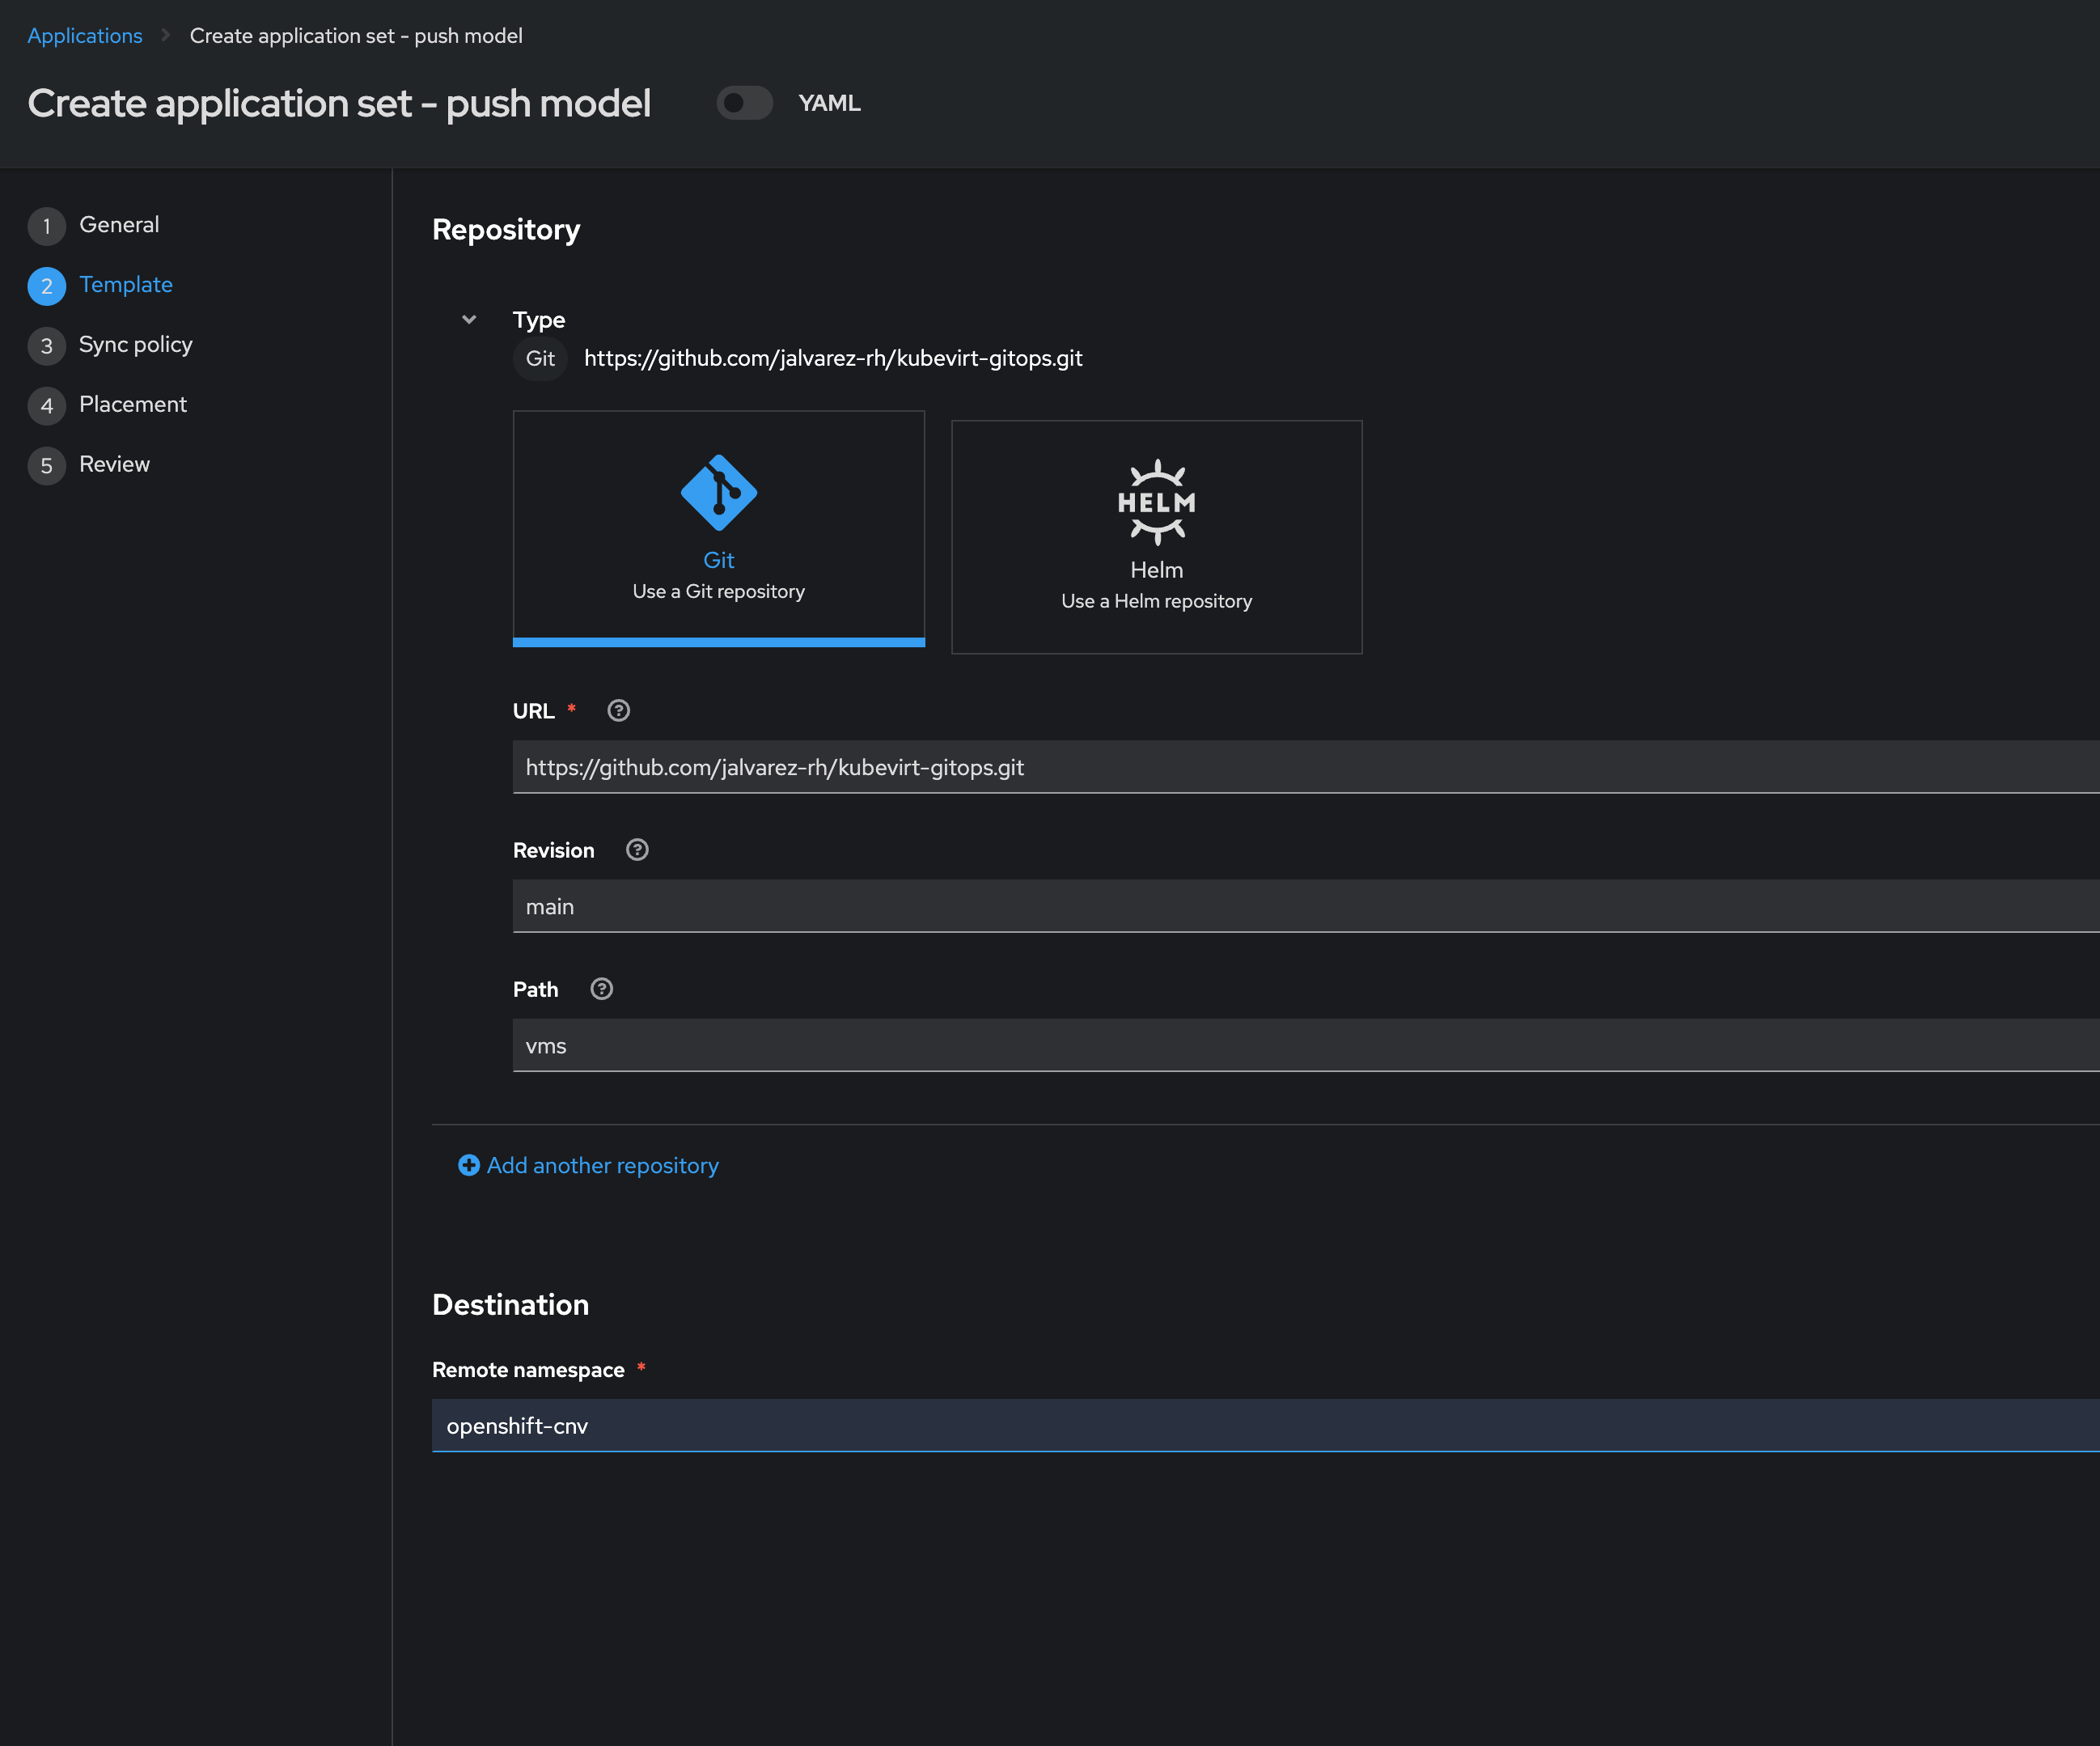 Applications > Create application set - push model
Create application set - push model YAML
1 General
2 Template
3 Sync policy
4 Placement
5 Review
Repository
Type
Git https://github.com/jalvarez-rh/kubevirt-gitops.git
Git
Use a Git repository
HELM
Helm
Use a Helm repository
URL *
https://github.com/jalvarez-rh/kubevirt-gitops.git
Revision
main
Path
vms
Add another repository
Destination
Remote namespace *
openshift-cnv